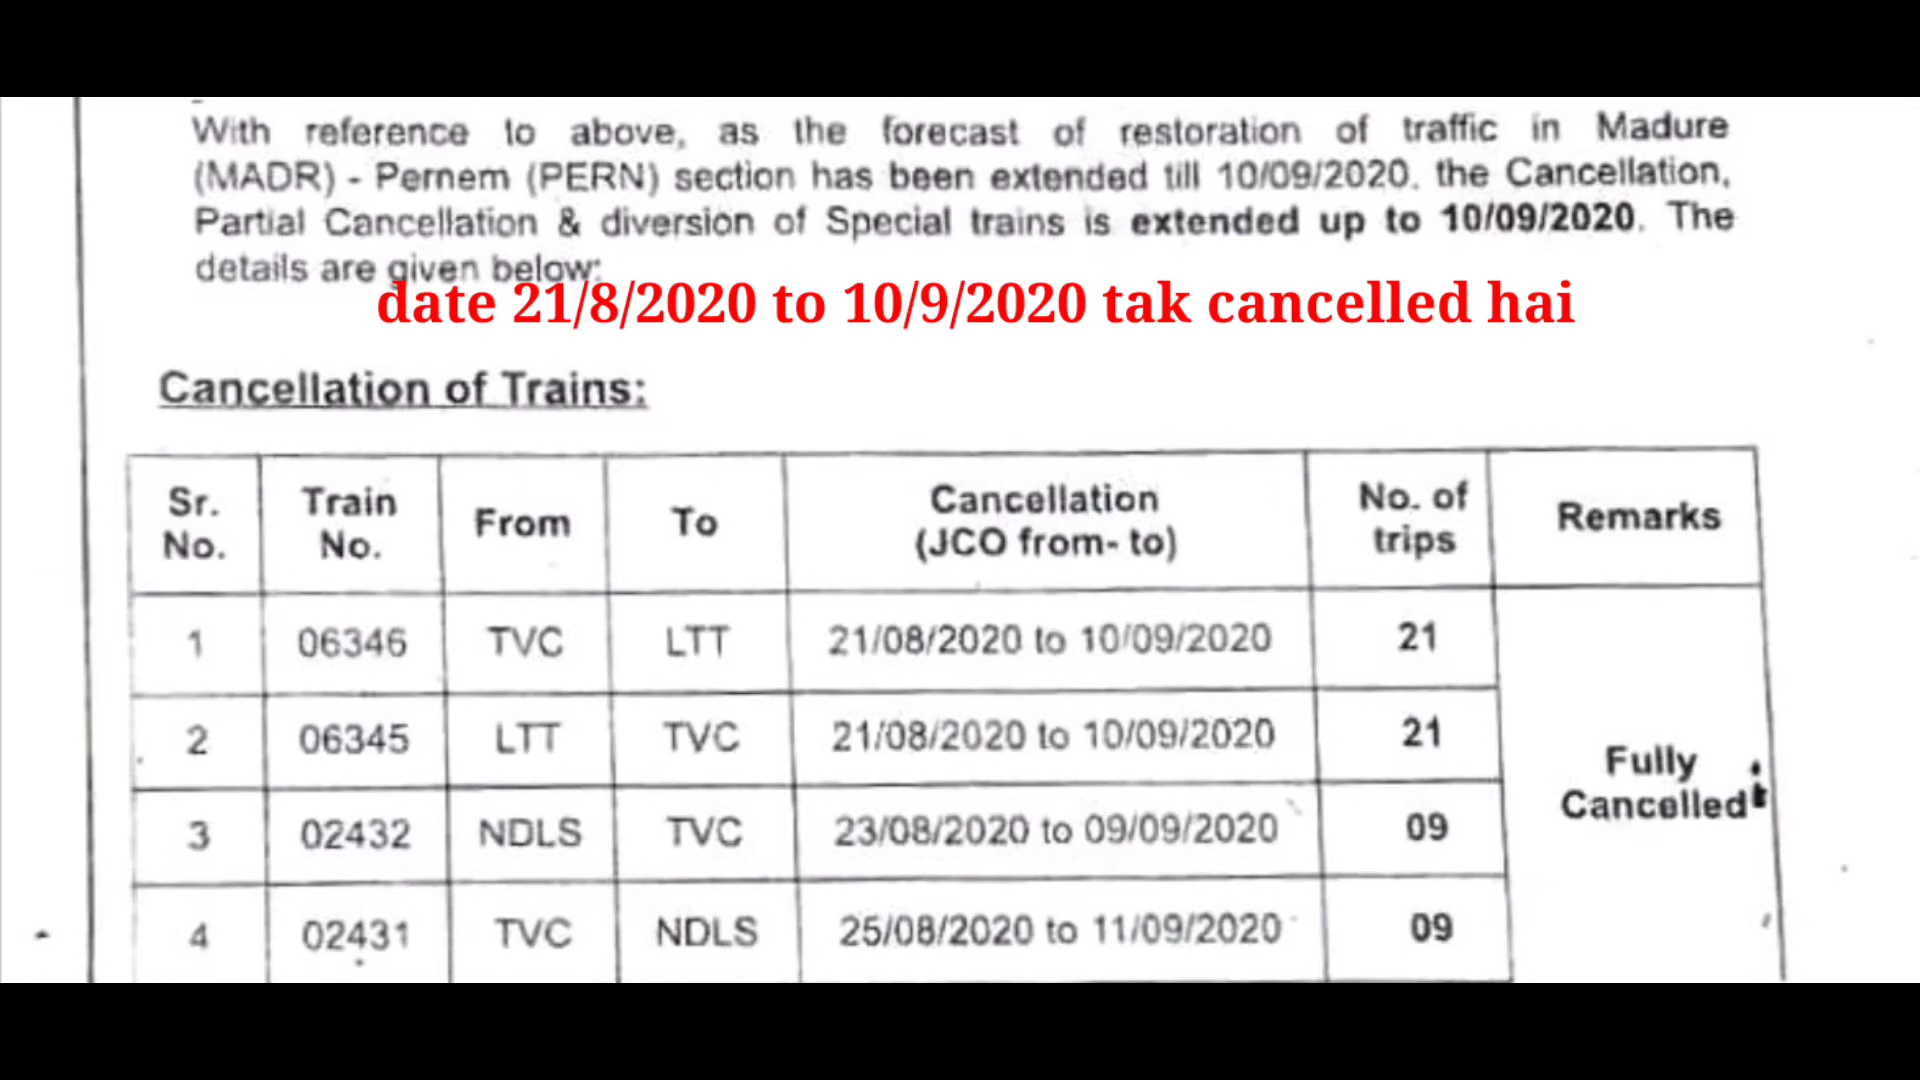 With reference to above, as the forecast of restoration of traffic in Madure
(MADR) - Pernem (PERN) section has been extended till 10/09/2020. the Cancellation,
Partial Cancellation & diversion of Special trains is extended up to 10/09/2020. The
details are given below:
date 21/8/2020 to 10/9/2020 tak cancelled hai
Cancellation of Trains:
Sr. No. Train No. From To Cancellation (JCO from- to) No. of trips Remarks
1 06346 TVC LTT 21/08/2020 to 10/09/2020 21
2 06345 LTT TVC 21/08/2020 to 10/09/2020 21
3 02432 NDLS TVC 23/08/2020 to 09/09/2020 09
4 02431 TVC NDLS 25/08/2020 to 11/09/2020 09
Fully
Cancelled